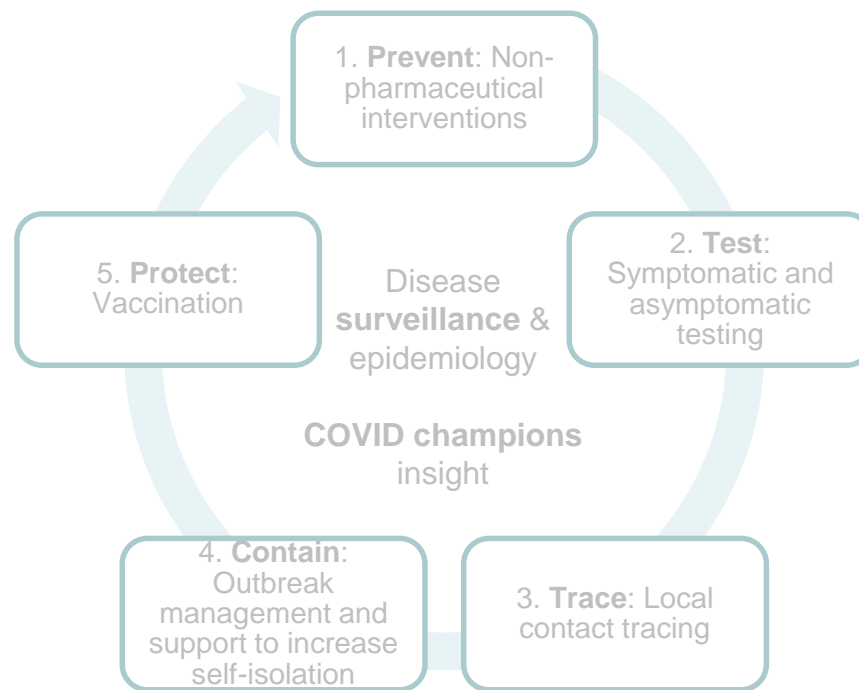 1. Prevent: Non-
pharmaceutical
interventions
2. Test:
Symptomatic and
asymptomatic
testing
3. Trace: Local
contact tracing
4. Contain:
Outbreak
management and
support to increase
self-isolation
5. Protect:
Vaccination
Disease
surveillance &
epidemiology
COVID champions
insight